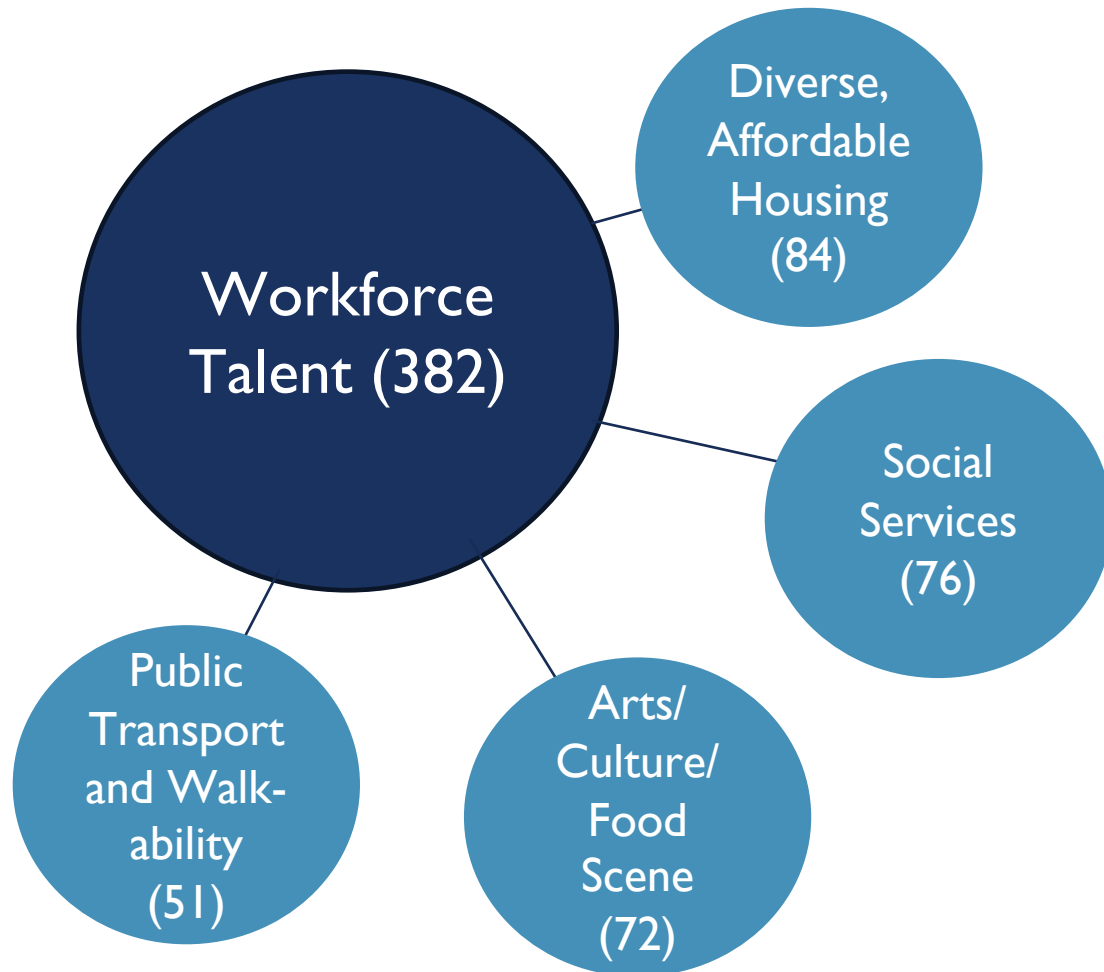 Workforce
Talent (382)
Diverse,
Affordable
Housing
(84)
Social
Services
(76)
Arts/
Culture/
Food
Scene
(72)
Public
Transport
and Walk-
ability
(51)